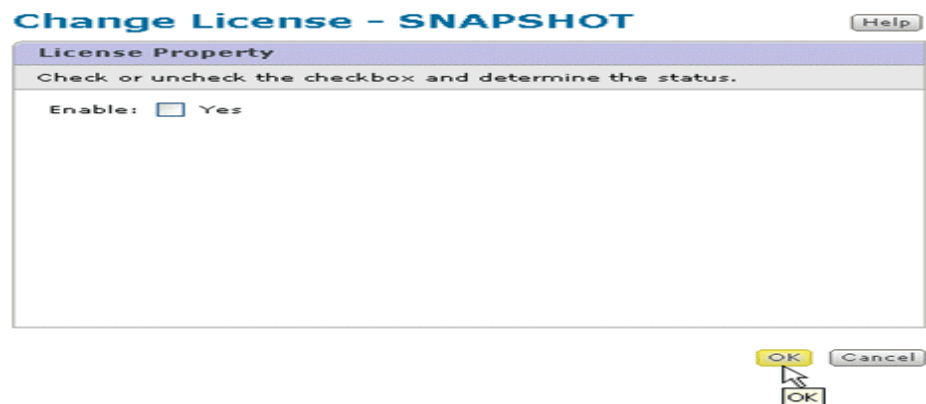 Change License - SNAPSHOT
Help
License Property
Check or uncheck the checkbox and determine the status.
Enable: Yes
OK Cancel
OK